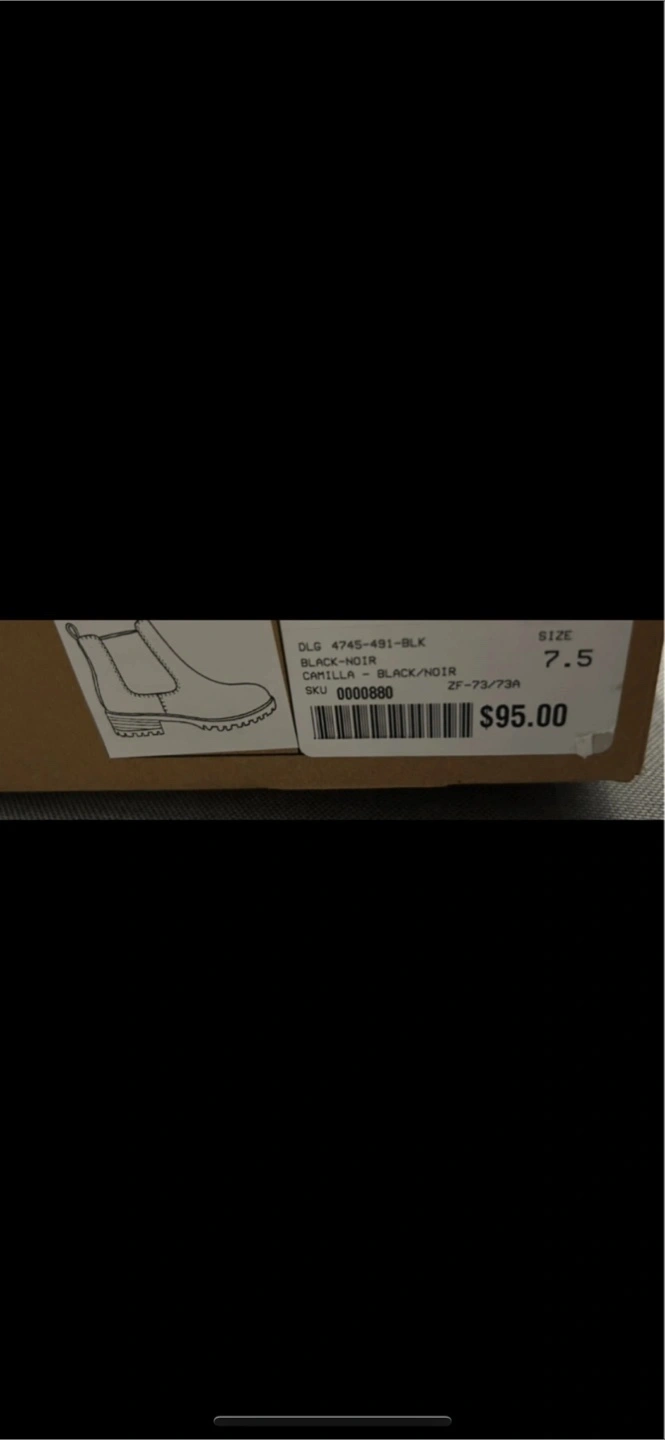 DLG 4745-491-BLK
SIZE
BLACK-NOIR
7.5
CAMILLA - BLACK/NOIR
SKU 0000880 ZF-73/73A
$95.00